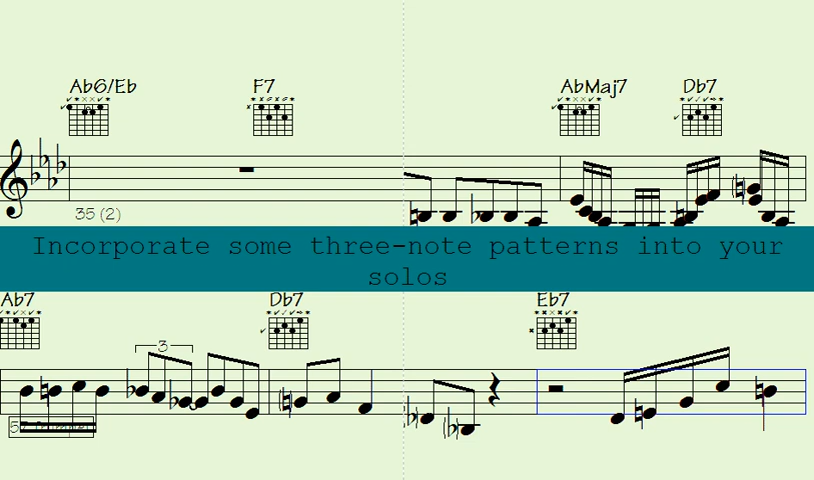 Ab6/Eb F7 AbMaj7 Db7
35 (2)
Incorporate some three-note patterns into your
solos
Ab7 Db7 Eb7
3